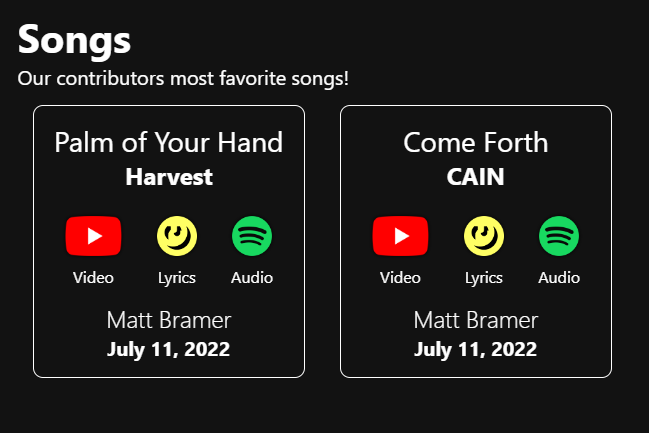 Songs
Our contributors most favorite songs!
Palm of Your Hand
Harvest
Video Lyrics Audio
Matt Bramer
July 11, 2022
Come Forth
CAIN
Video Lyrics Audio
Matt Bramer
July 11, 2022